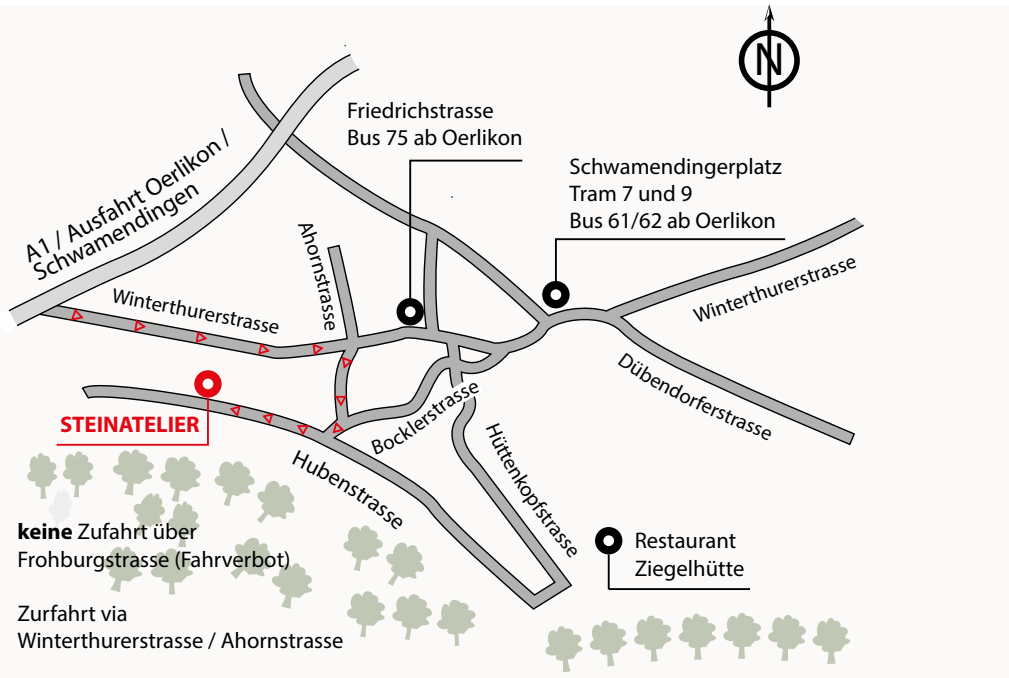 N
Friedrichstrasse
Bus 75 ab Oerlikon
Schwamendingerplatz
Tram 7 und 9
Bus 61/62 ab Oerlikon
A1 / Ausfahrt Oerlikon /
Schwamendingen
Ahornstrasse
Winterthurerstrasse
Winterthurerstrasse
Dübendorferstrasse
STEINATELIER
Bocklerstrasse
Hubenstrasse
Hüttenkopfstrasse
keine Zufahrt über
Frohburgstrasse (Fahrverbot)
Restaurant
Ziegelhütte
Zurfahrt via
Winterthurerstrasse / Ahornstrasse